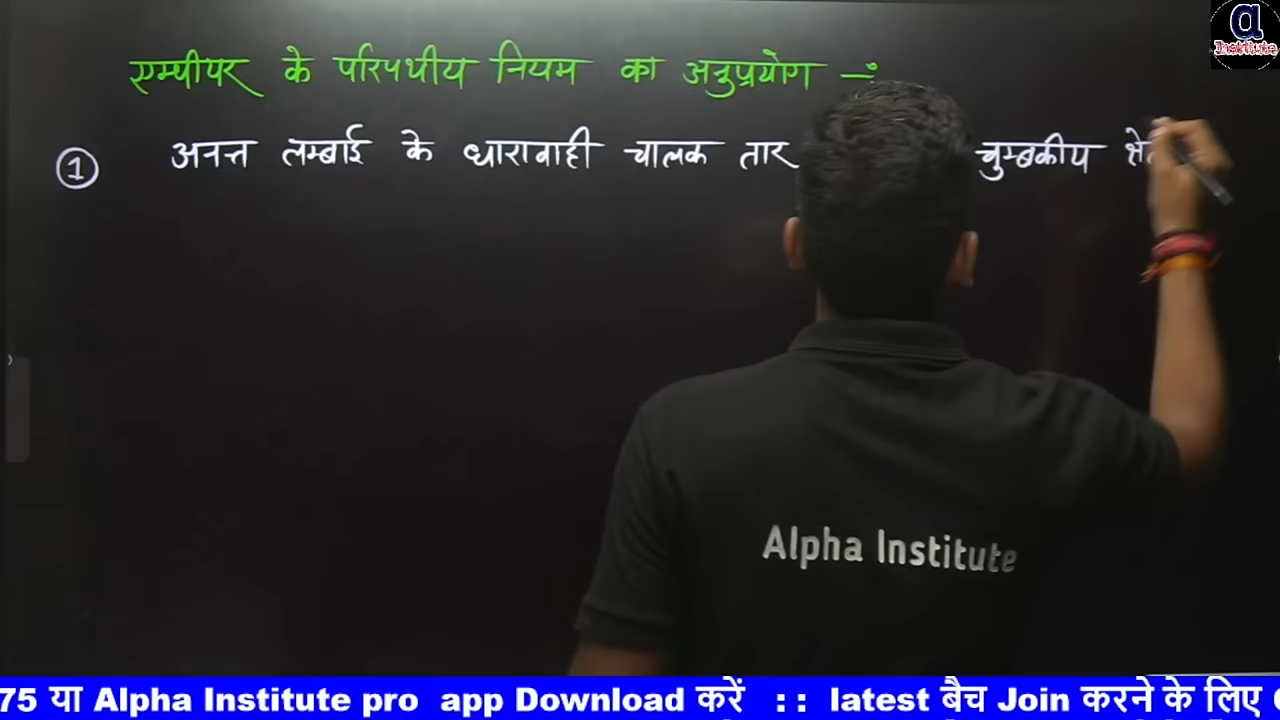 α
Institute
एम्पीयर के परिपथीय नियम का अनुप्रयोग -:
① अनन्त लम्बाई के धारावाही चालक तार चुम्बकीय
Alpha Institute
75 या Alpha Institute pro app Download करें :: latest बैच Join करने के लिए